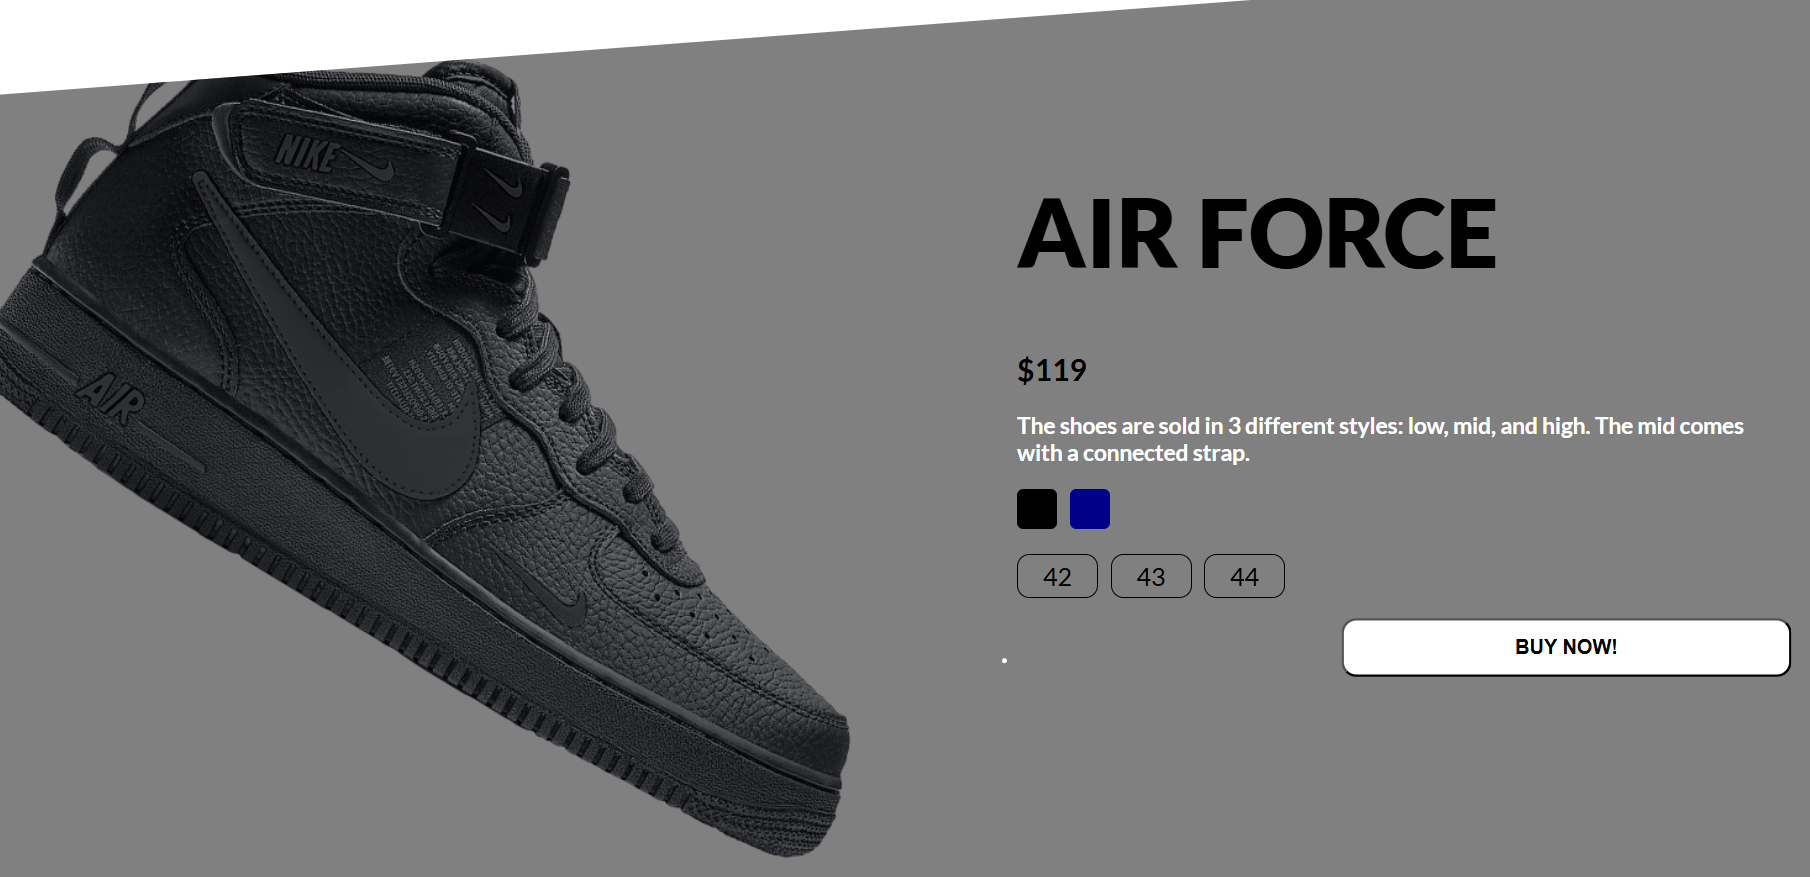 NIKE
AIR
AIR FORCE
$119
The shoes are sold in 3 different styles: low, mid, and high. The mid comes
with a connected strap.
42 43 44
BUY NOW!